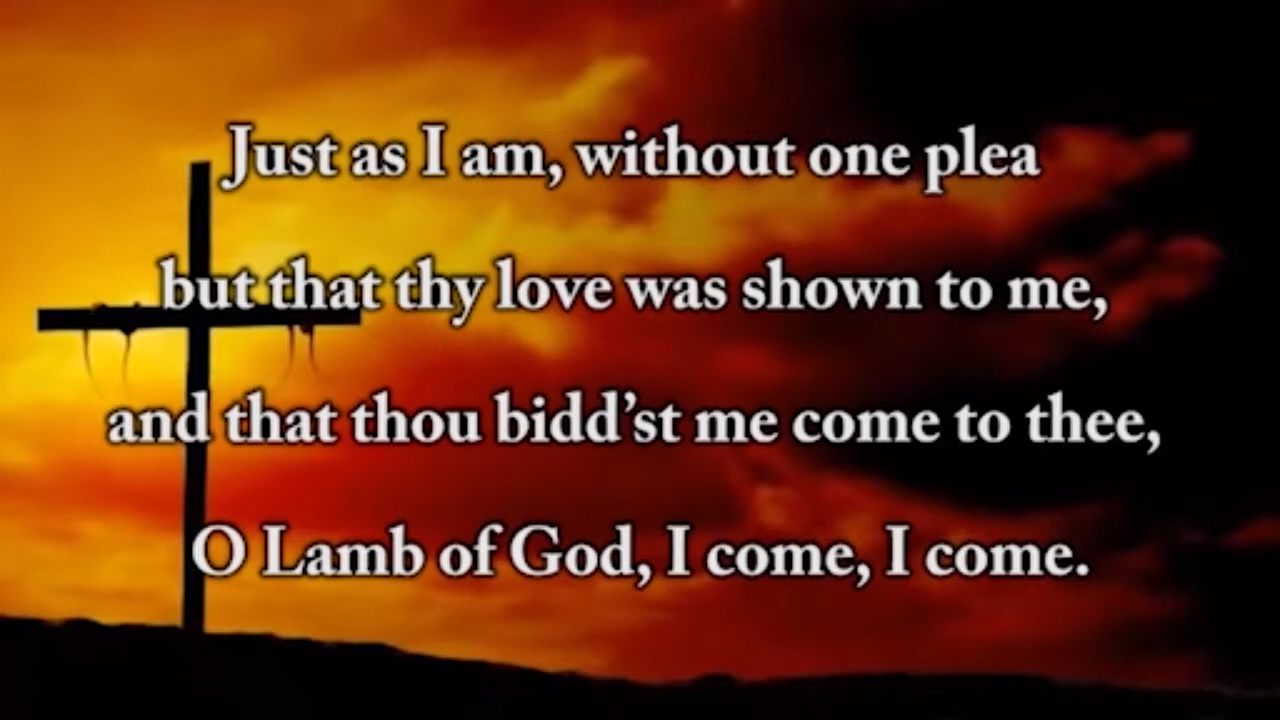 Just as I am, without one plea
but that thy love was shown to me,
and that thou bidd’st me come to thee,
O Lamb of God, I come, I come.